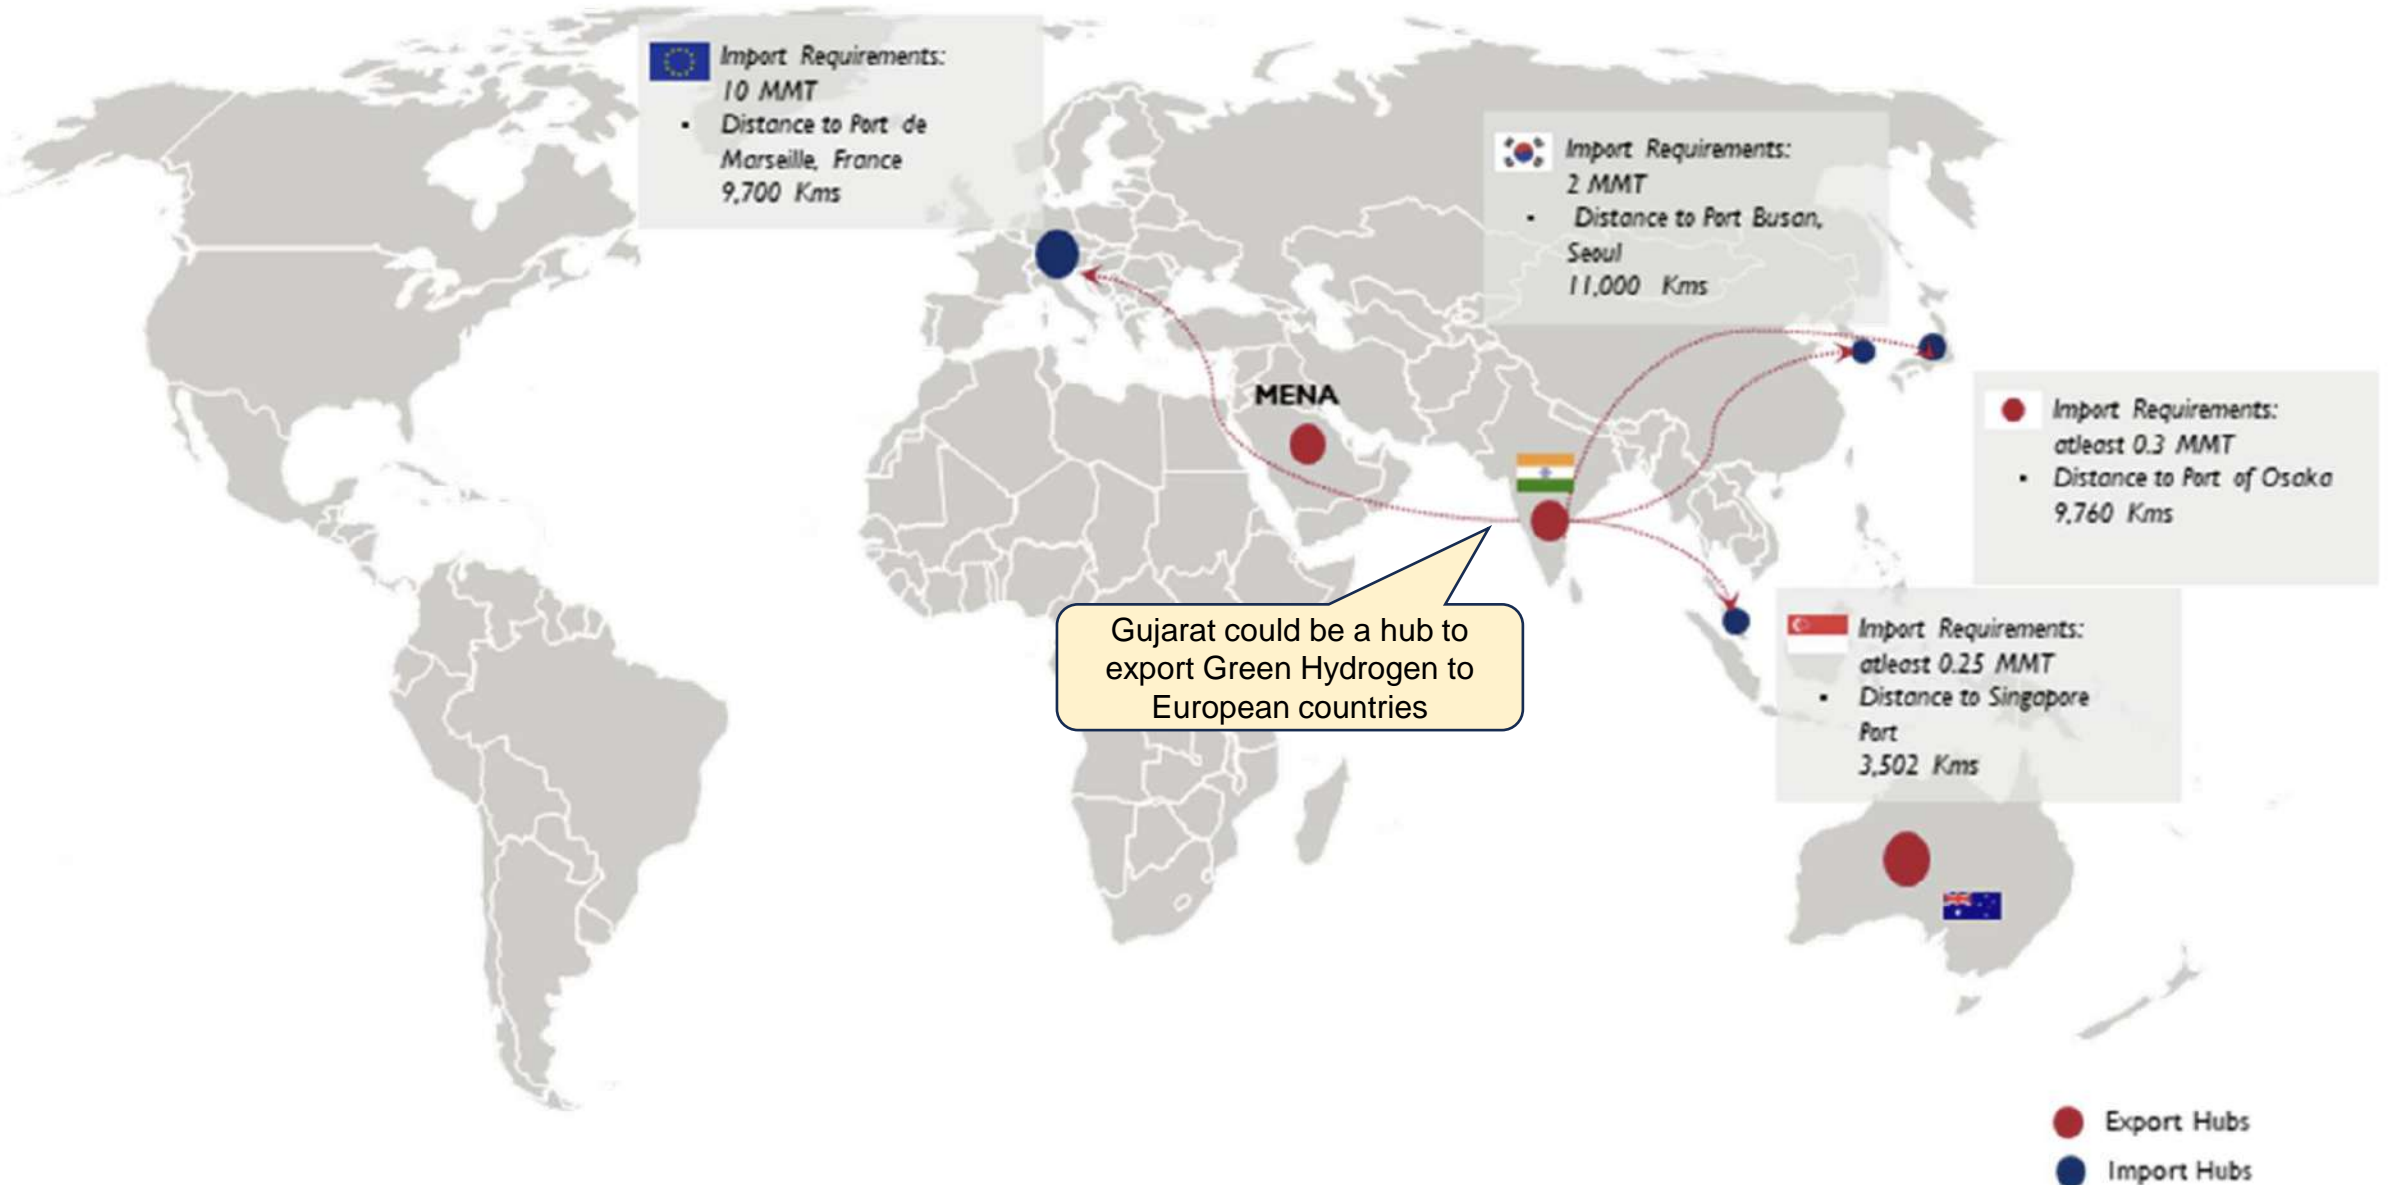 Import Requirements:
10 MMT
▪ Distance to Port de
Marseille, France
9,700 Kms
Import Requirements:
2 MMT
▪ Distance to Port Busan,
Seoul
11,000 Kms
MENA
Import Requirements:
atleast 0.3 MMT
▪ Distance to Port of Osaka
9,760 Kms
Gujarat could be a hub to
export Green Hydrogen to
European countries
Import Requirements:
atleast 0.25 MMT
▪ Distance to Singapore
Port
3,502 Kms
Export Hubs
Import Hubs